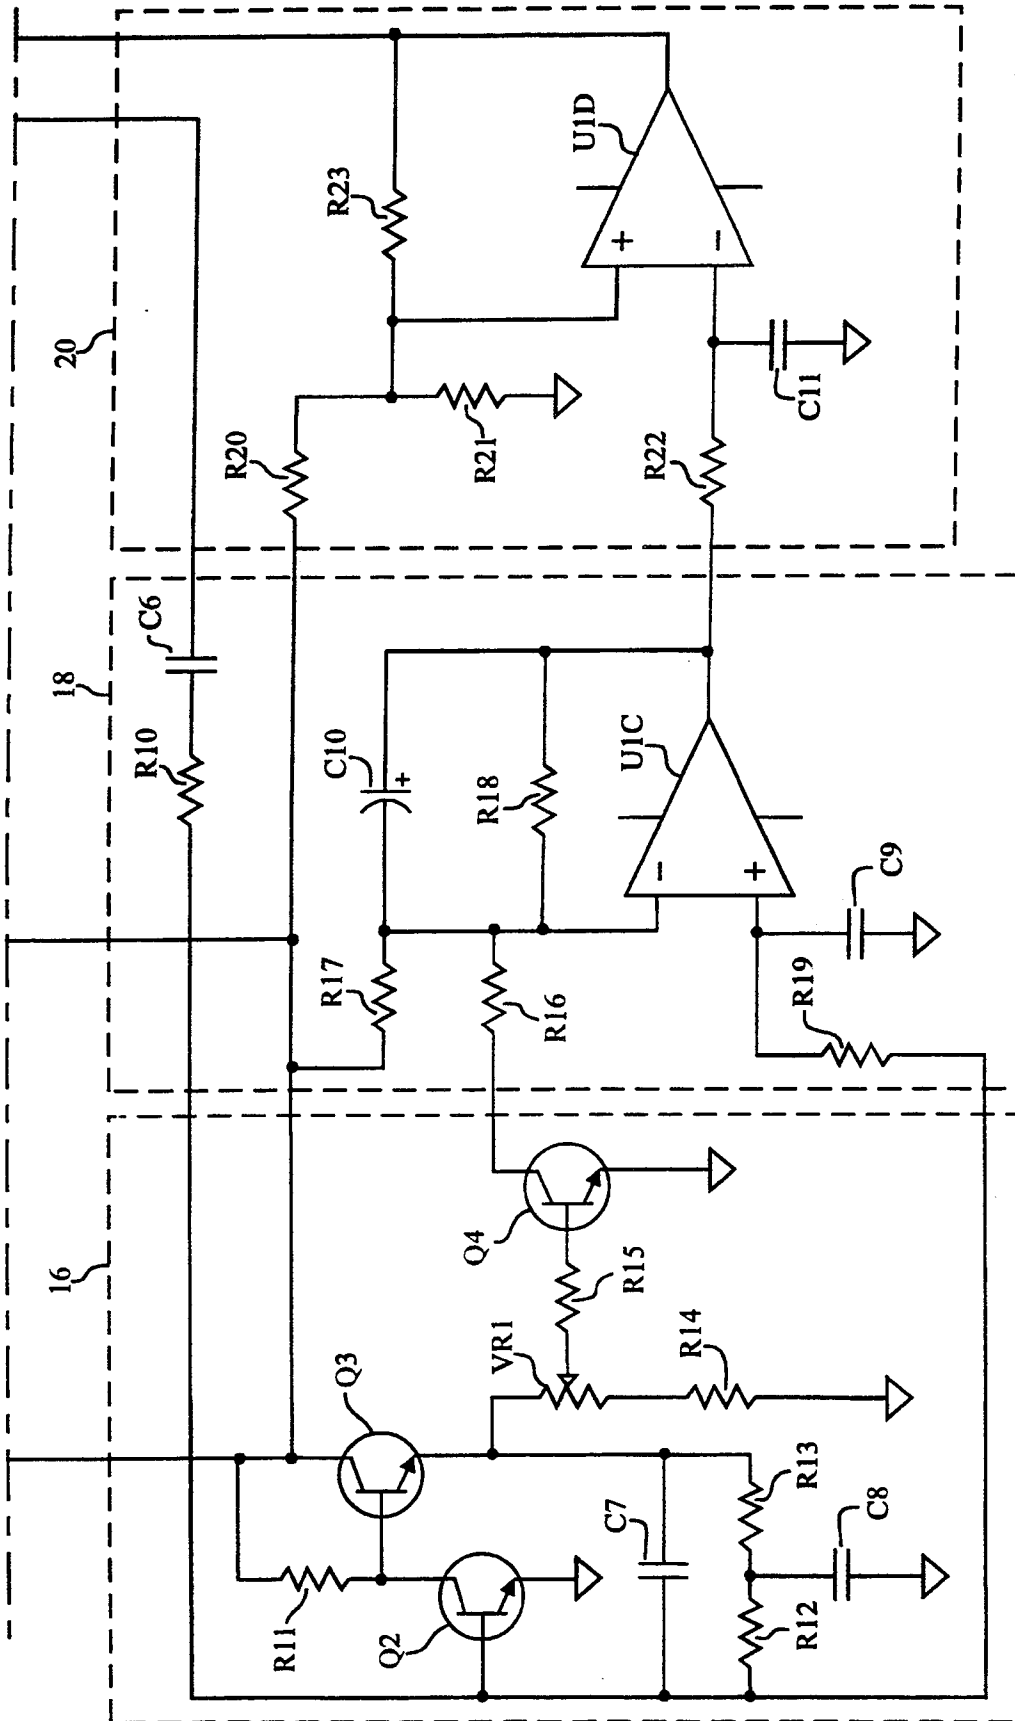 20
18
16
R23
U1D
+
-
R20
R21
C11
R22
C6
R10
C10
+
R18
U1C
-
+
C9
R17
R16
R19
Q4
R15
VR1
R14
Q3
R13
C7
C8
R11
Q2
R12